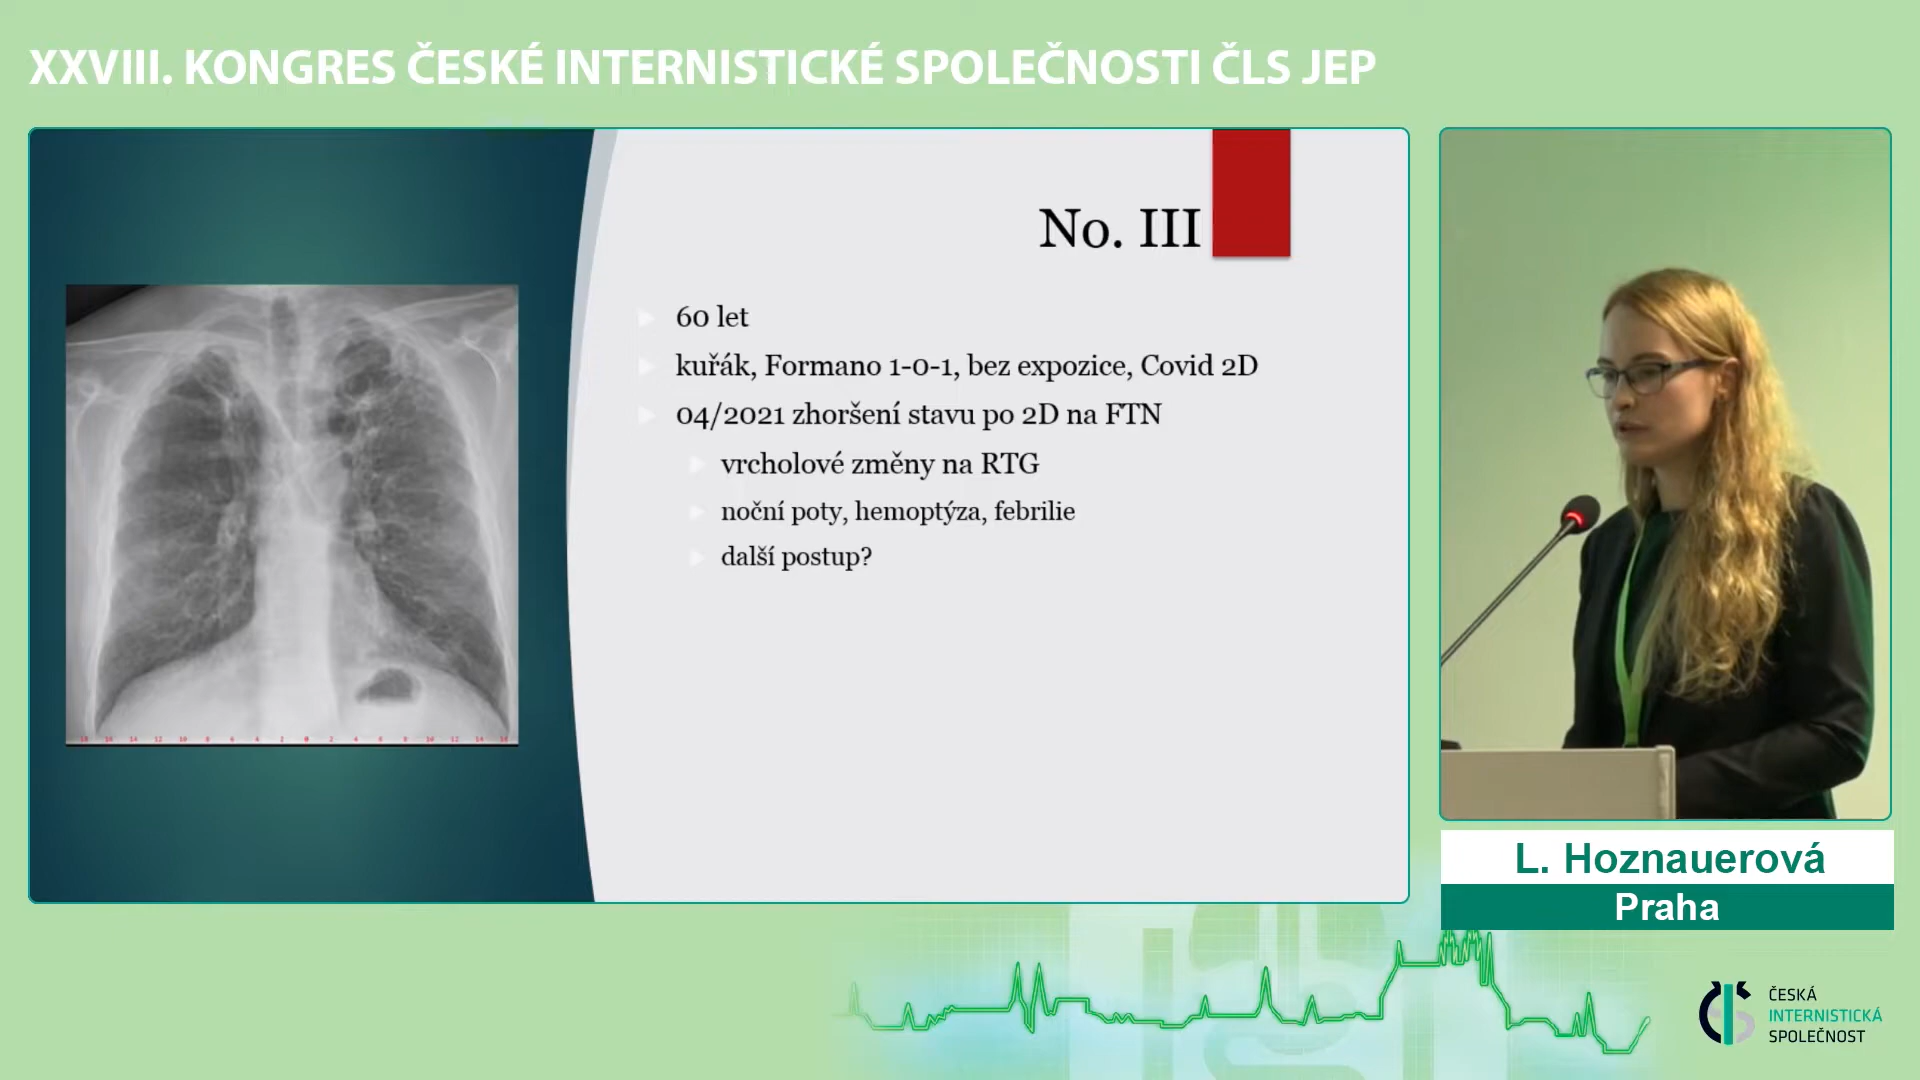 XXVIII. KONGRES ČESKÉ INTERNISTICKÉ SPOLEČNOSTI ČLS JEP
No. III
60 let
kuřák, Formano 1-0-1, bez expozice, Covid 2D
04/2021 zhoršení stavu po 2D na FTN
vrcholové změny na RTG
noční poty, hemoptýza, febrilie
další postup?
L. Hoznauerová
Praha
ČESKÁ
INTERNISTICKÁ
SPOLEČNOST